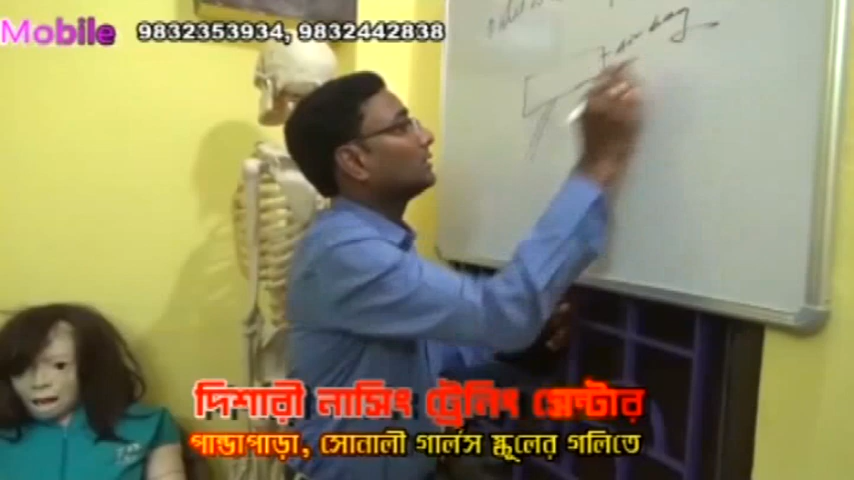 Mobile 9832353934, 9832442838
দিশারী নার্সিং ট্রেনিং সেন্টার
পান্ডাপাড়া, সোনালী গার্লস স্কুলের গলিতে